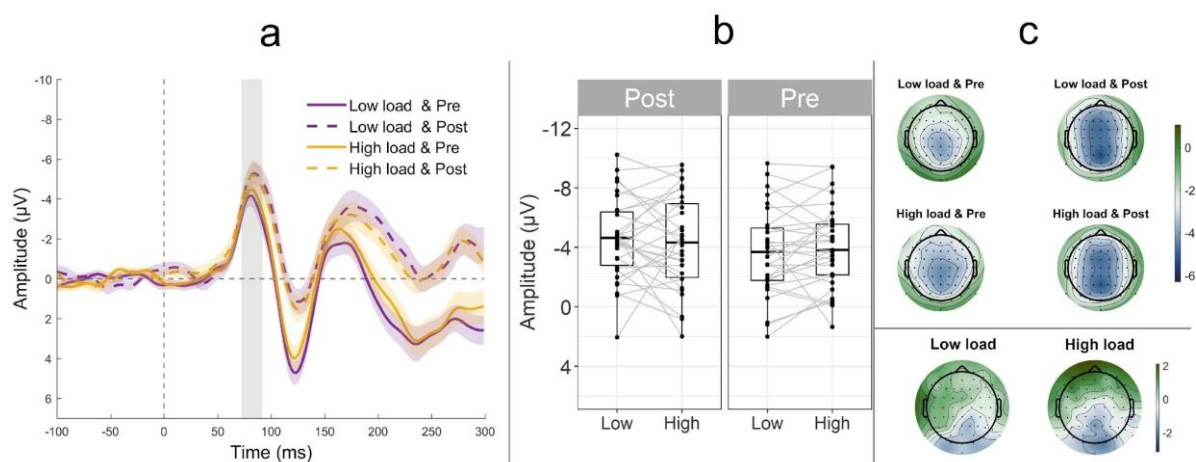 a
-10
-8
-6
-4
-2
0
2
4
6
Amplitude (µV)
Low load & Pre
Low load & Post
High load & Pre
High load & Post
-100
-50
0
50
100
150
200
250
300
Time (ms)
b
Post
Pre
-12
-8
-4
0
4
Amplitude (µV)
Low
High
Low
High
c
Low load & Pre
Low load & Post
High load & Pre
High load & Post
0
-2
-4
-6
Low load
High load
2
0
-2